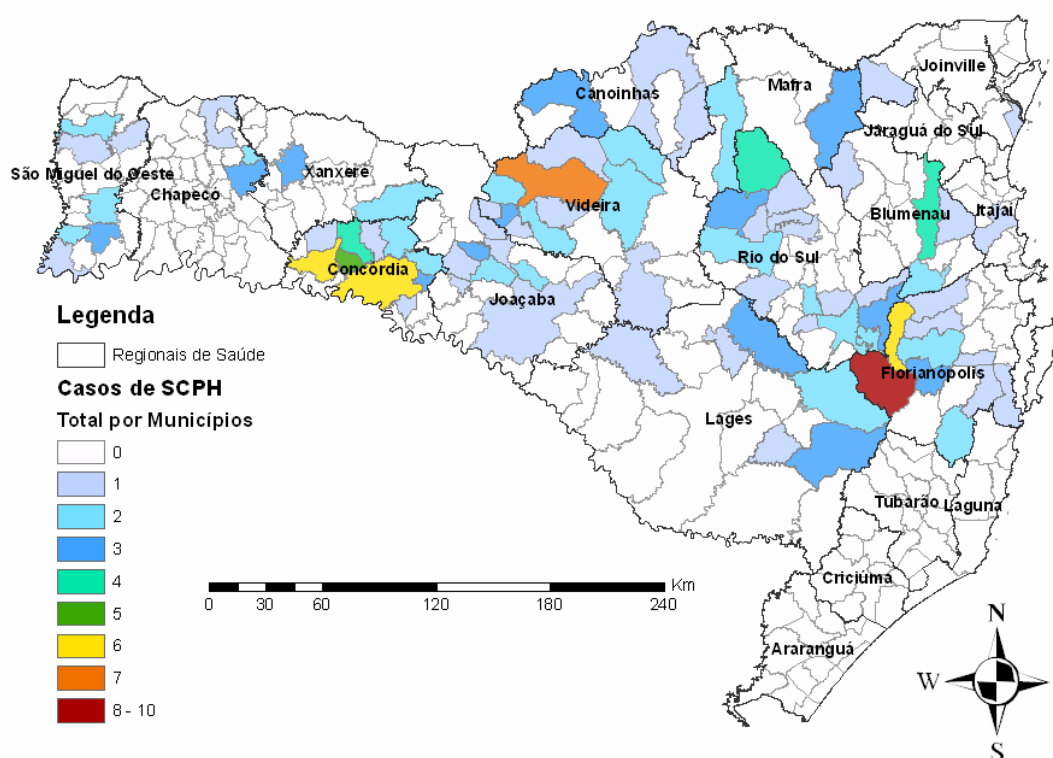 Joinville
Mafra
Canoinhas
Jaraguá do Sul
São Miguel do Oeste
Xanxerê
Chapecó
Videira
Blumenau
Itajaí
Rio do Sul
Concórdia
Joaçaba
Florianópolis
Lages
Tubarão
Laguna
Criciúma
Araranguá
Legenda
Regionais de Saúde
Casos de SCPH
Total por Municípios
0
1
2
3
4
5
6
7
8 - 10
Km
0 30 60 120 180 240
N
W
S